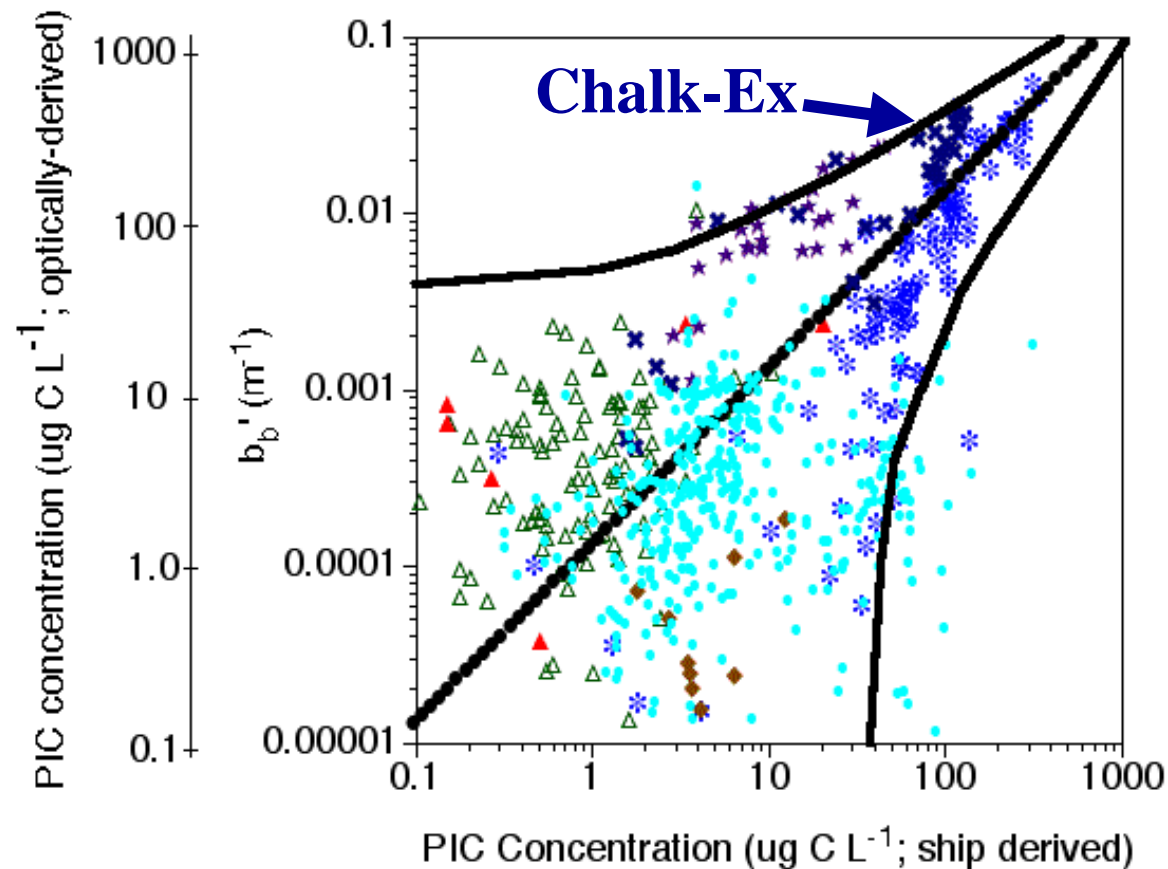 PIC concentration (ug C L-1; optically-derived)
1000
100
10
1.0
0.1
bb' (m-1)
0.1
0.01
0.001
0.0001
0.00001
Chalk-Ex
0.1 1 10 100 1000
PIC Concentration (ug C L-1; ship derived)